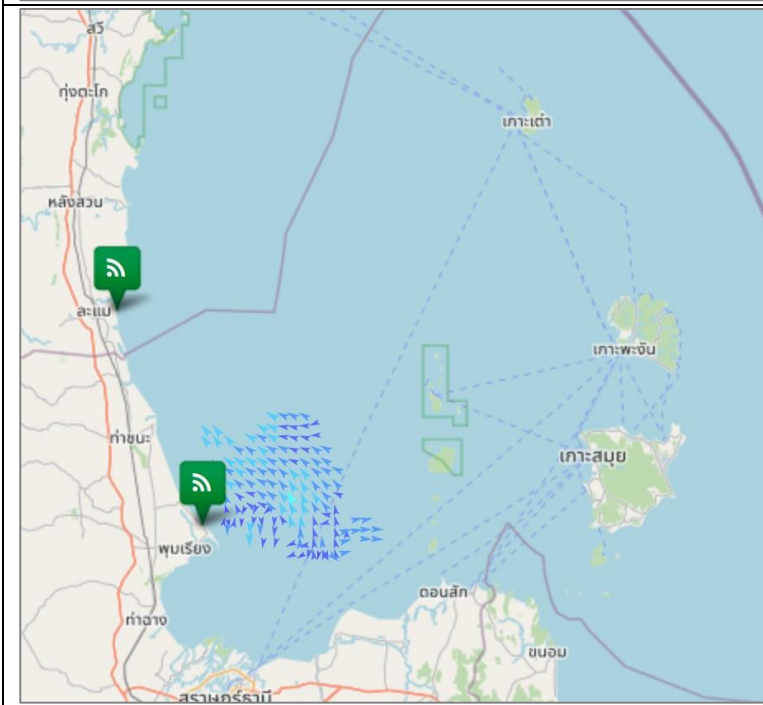 สวี
ทุ่งตะโก
เกาะเต่า
หลังสวน
ละแม
เกาะพะงัน
ท่าชนะ
เกาะสมุย
พุมเรียง
ดอนสัก
ท่าฉาง
ขนอม
สุราษฎร์ธานี